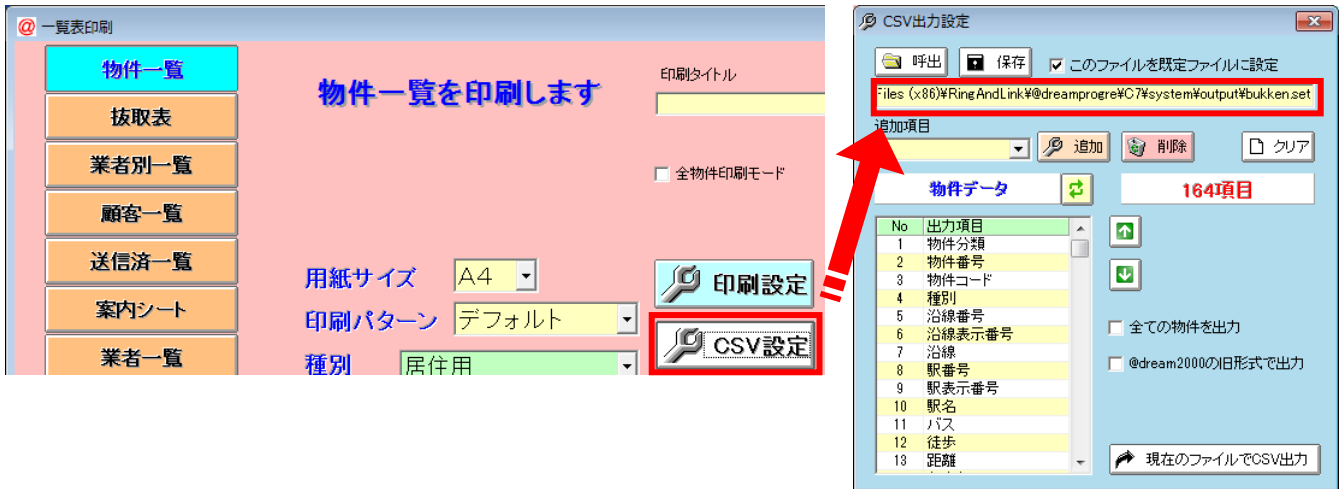 一覧表印刷
物件一覧
抜取表
業者別一覧
顧客一覧
送信済一覧
案内シート
業者一覧
物件一覧を印刷します
印刷タイトル
全物件印刷モード
用紙サイズ A4
印刷パターン デフォルト
種別 居住用
印刷設定
CSV設定
CSV出力設定
呼出 保存 このファイルを既定ファイルに設定
Files (x86)¥RingAndLink¥@dreamprogre¥C7¥system¥output¥bukken.set
追加項目
追加 削除 クリア
物件データ 164項目
No 出力項目
1 物件分類
2 物件番号
3 物件コード
4 種別
5 沿線番号
6 沿線表示番号
7 沿線
8 駅番号
9 駅表示番号
10 駅名
11 バス
12 徒歩
13 距離
全ての物件を出力
@dream2000の旧形式で出力
現在のファイルでCSV出力